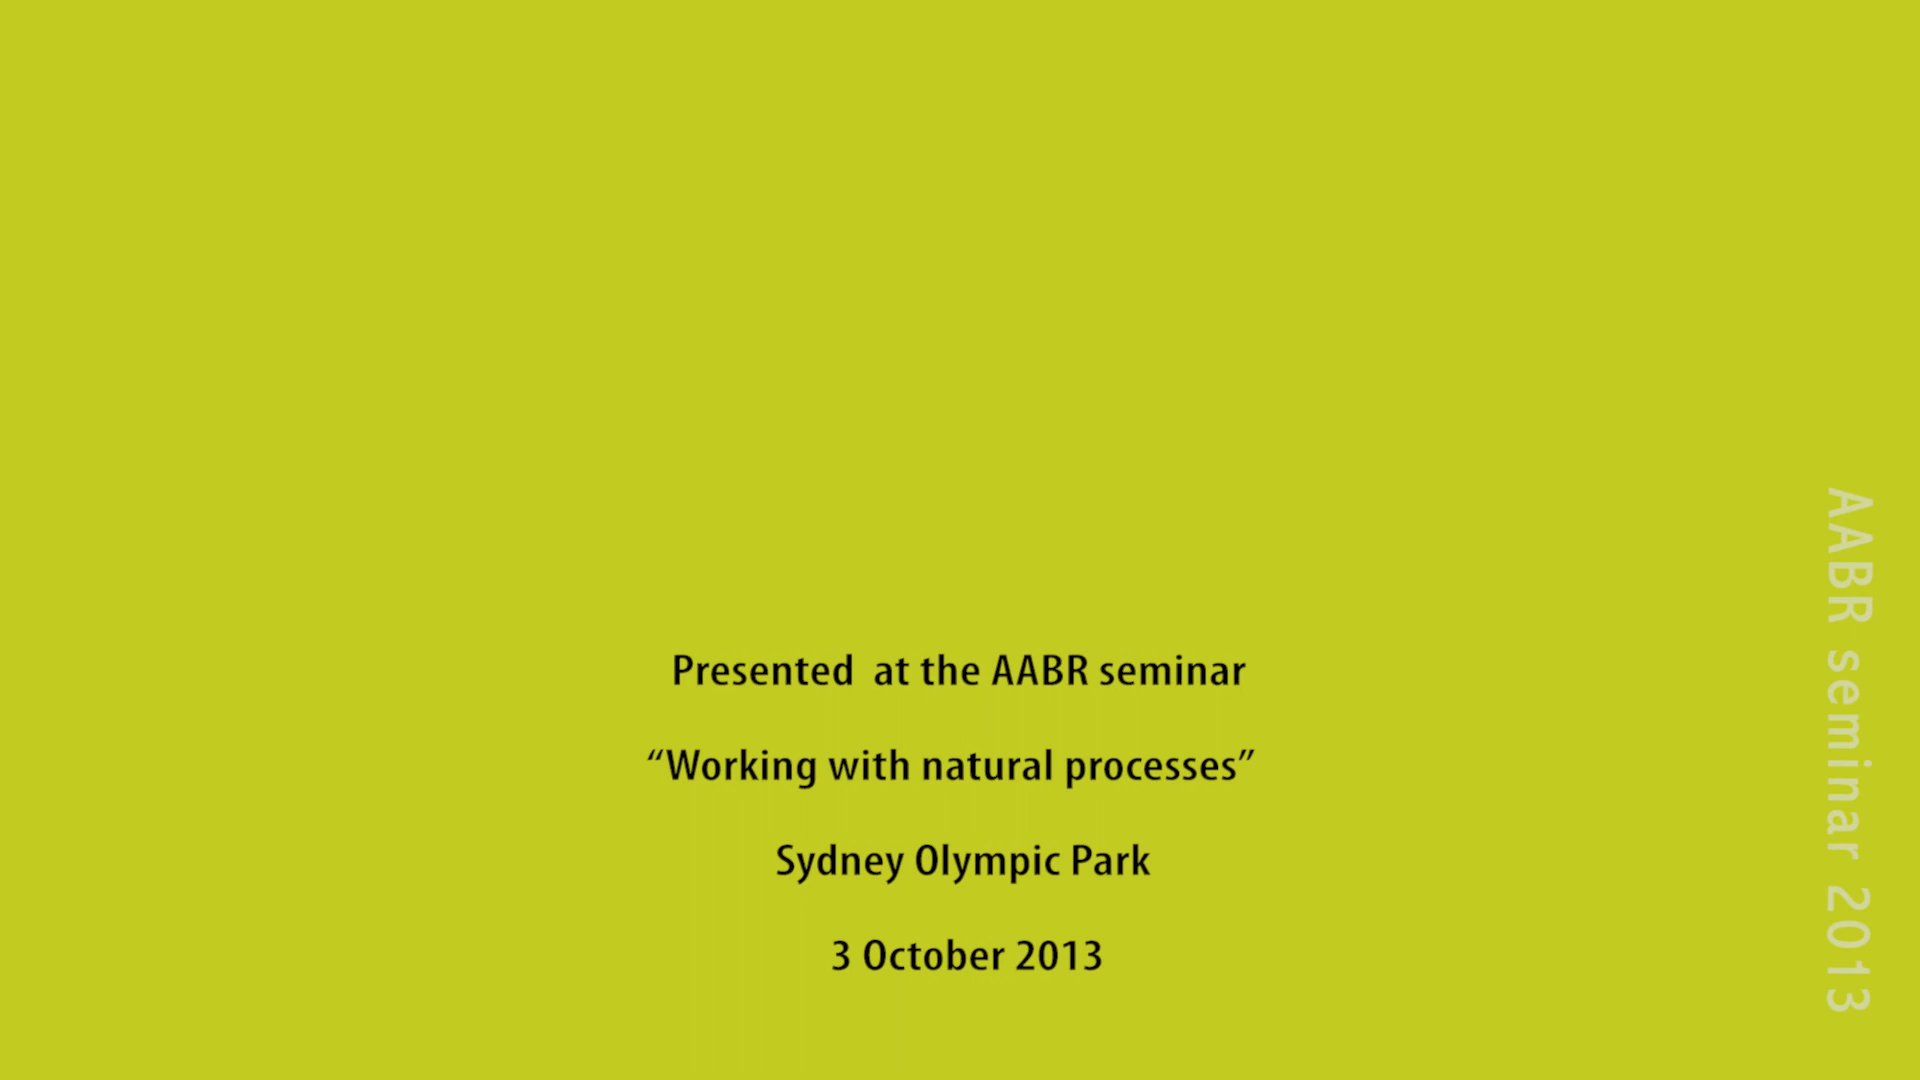 Presented  at the AABR seminar
“Working with natural processes”
Sydney Olympic Park
3 October 2013
AABR seminar 2013